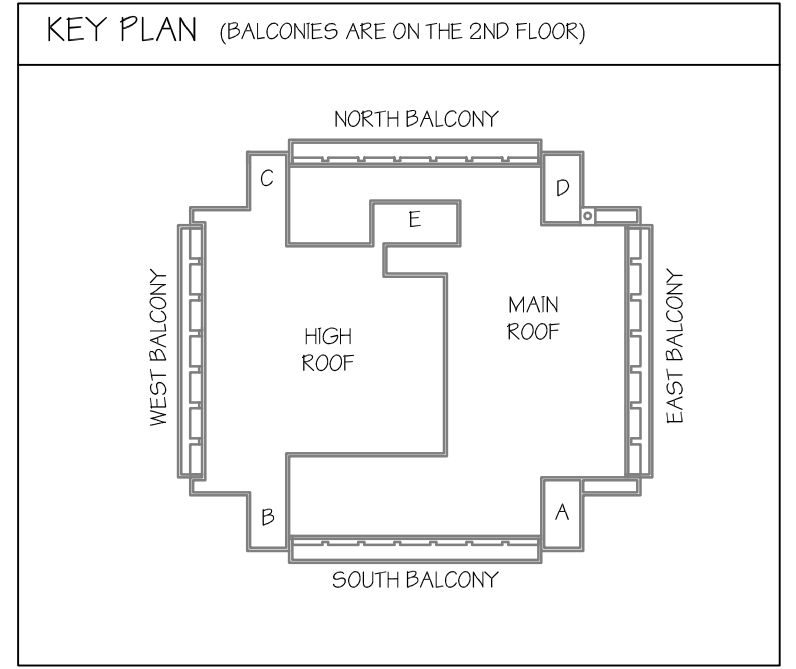 KEY PLAN (BALCONIES ARE ON THE 2ND FLOOR)
NORTH BALCONY
C
D
E
WEST BALCONY
HIGH
ROOF
MAIN
ROOF
EAST BALCONY
B
A
SOUTH BALCONY